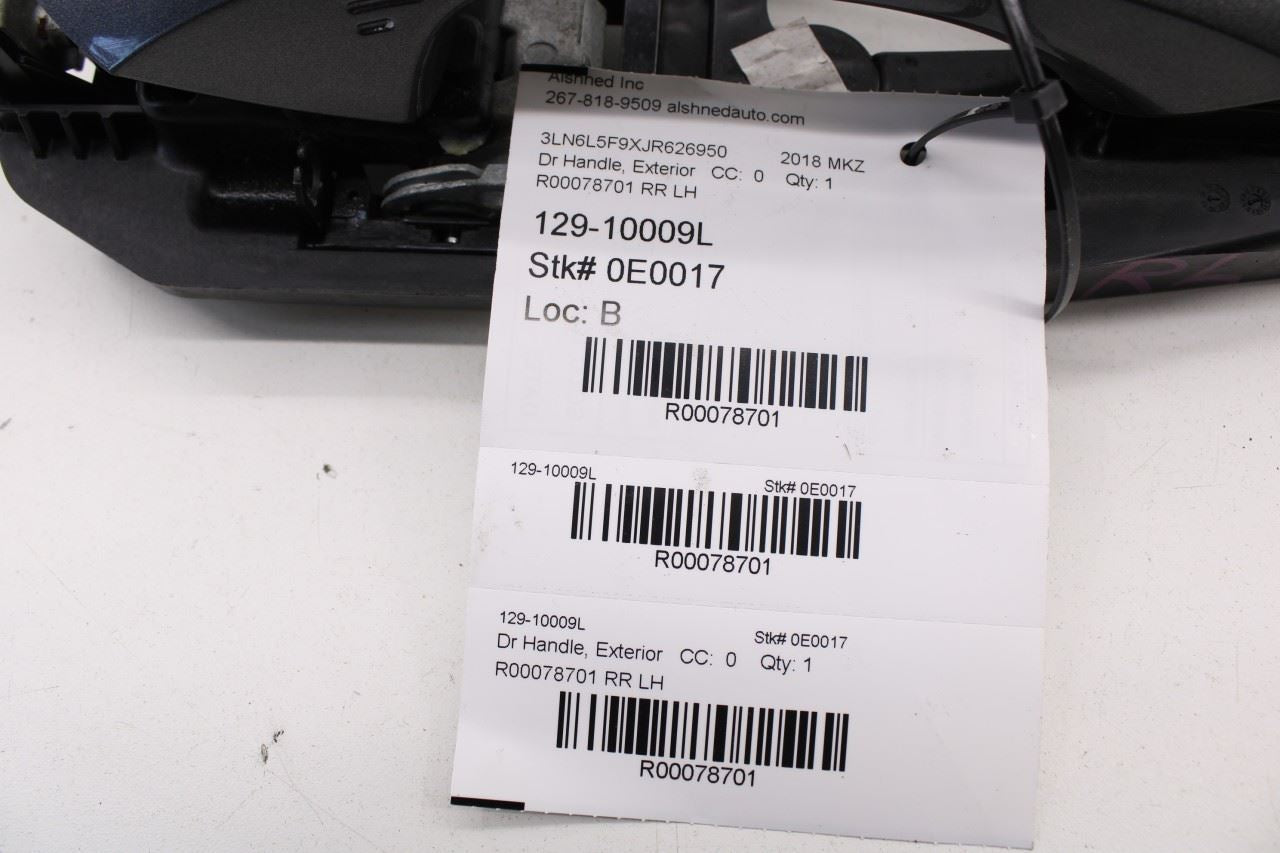 Alshned Inc
267-818-9509 alshnedauto.com
3LN6L5F9XJR626950 2018 MKZ
Dr Handle, Exterior CC: 0 Qty: 1
R00078701 RR LH
129-10009L
Stk# 0E0017
Loc: B
R00078701
129-10009L Stk# 0E0017
R00078701
129-10009L Stk# 0E0017
Dr Handle, Exterior CC: 0 Qty: 1
R00078701 RR LH
R00078701